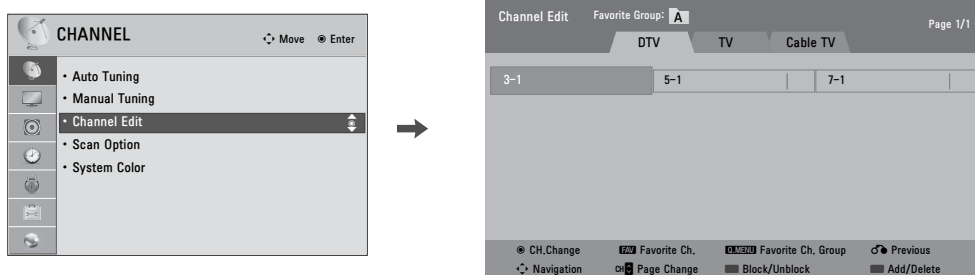 CHANNEL
Move Enter
• Auto Tuning
• Manual Tuning
• Channel Edit
• Scan Option
• System Color
Channel Edit Favorite Group: A Page 1/1
DTV TV Cable TV
3-1 5-1 7-1
CH.Change FAV Favorite Ch. Q.MENU Favorite Ch. Group Previous
Navigation CH Page Change Block/Unblock Add/Delete